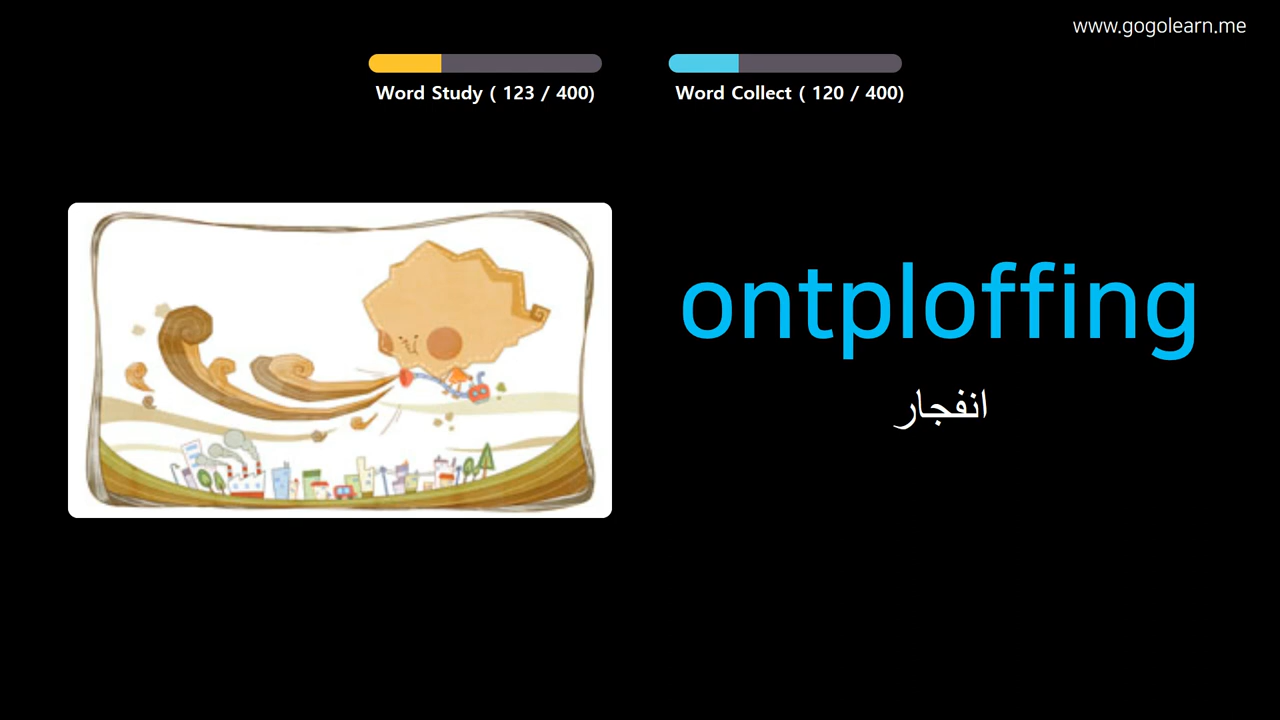 www.gogolearn.me
Word Study ( 123 / 400)
Word Collect ( 120 / 400)
ontploffing
انفجار